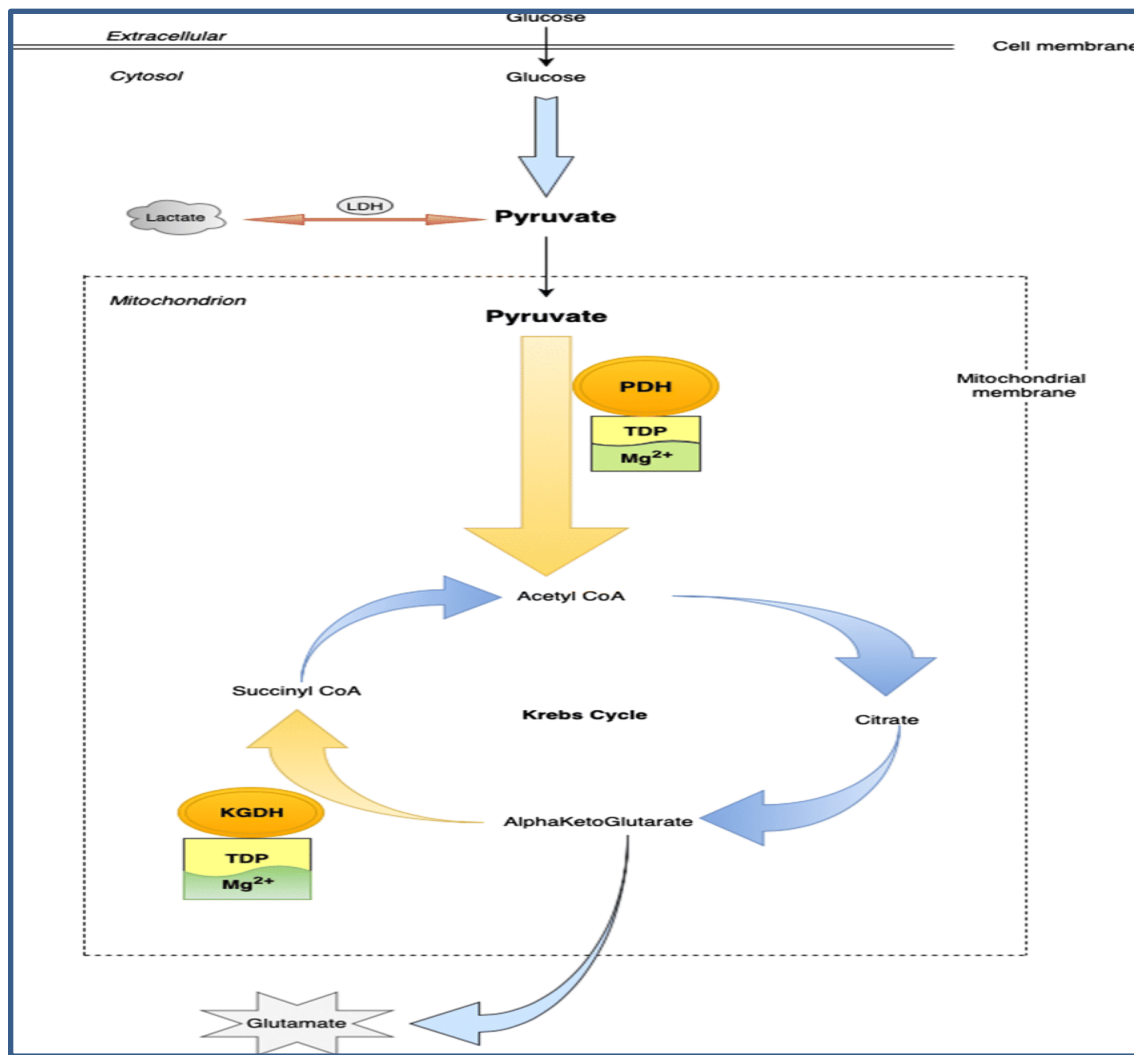 Glucose
Extracellular
Cell membrane
Cytosol
Glucose
LDH
Lactate
Pyruvate
Mitochondrion
Pyruvate
Mitochondrial
membrane
PDH
TDP
Mg²⁺
Acetyl CoA
Succinyl CoA
Krebs Cycle
Citrate
KGDH
AlphaKetoGlutarate
TDP
Mg²⁺
Glutamate